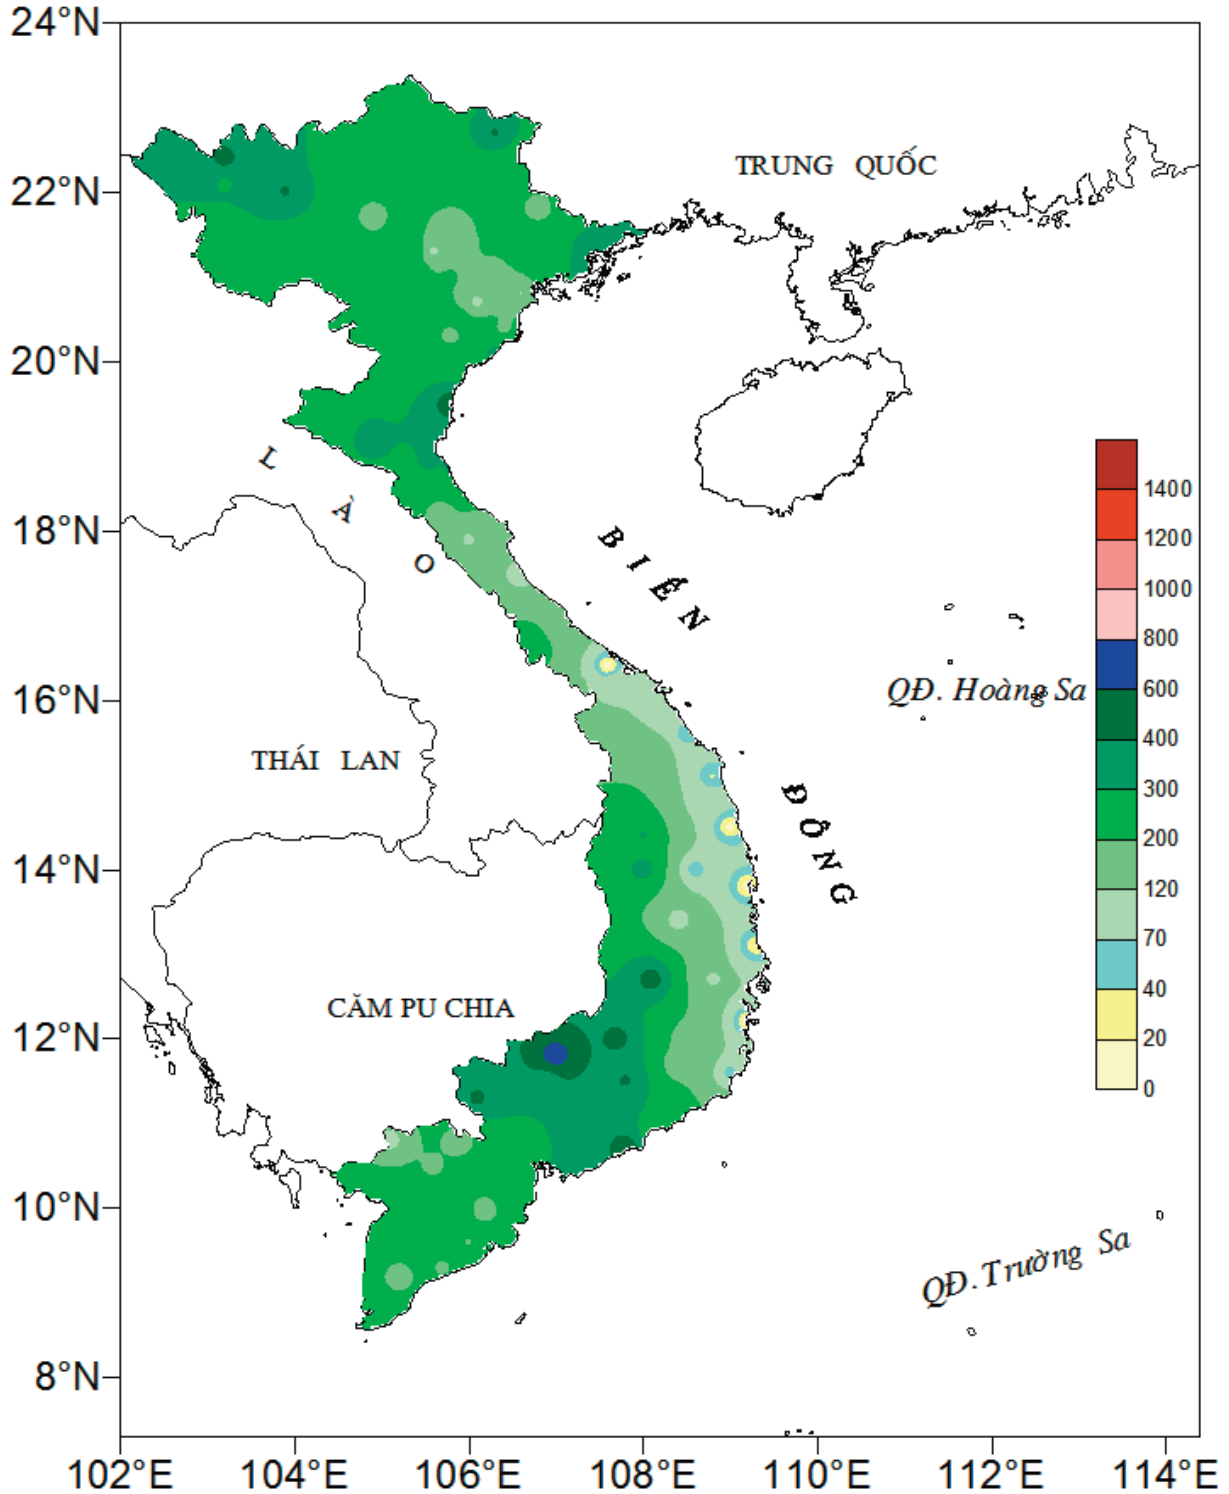 24°N
22°N
20°N
18°N
16°N
14°N
12°N
10°N
8°N
TRUNG QUỐC
L À O
BIỂN
THÁI LAN
QĐ. Hoàng Sa
ĐÔNG
CĂM PU CHIA
QĐ. Trường Sa
1400
1200
1000
800
600
400
300
200
120
70
40
20
0
102°E 104°E 106°E 108°E 110°E 112°E 114°E